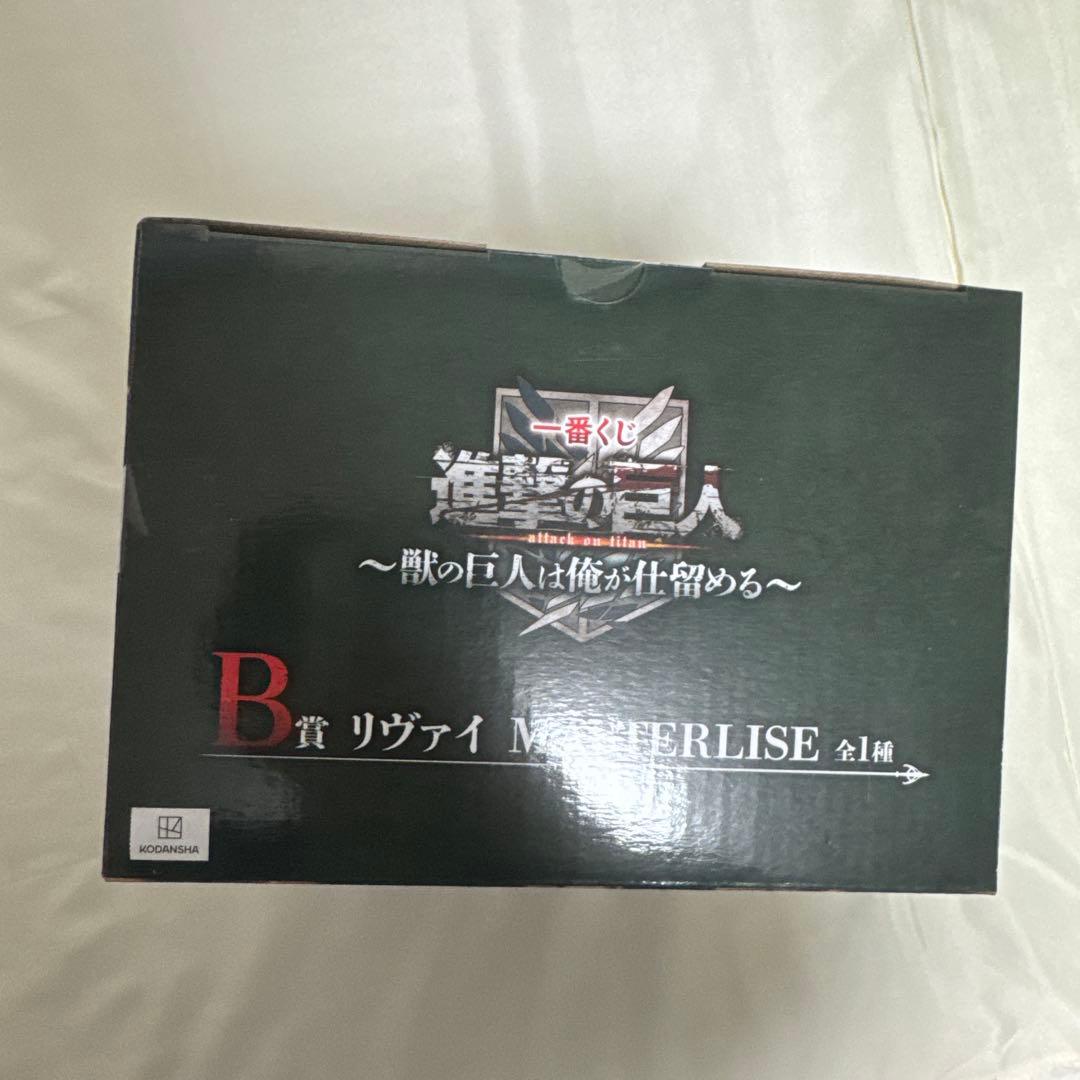 一番くじ
進撃の巨人
attack on titan
～獣の巨人は俺が仕留める～
B賞 リヴァイ MASTERLISE 全1種
KODANSHA